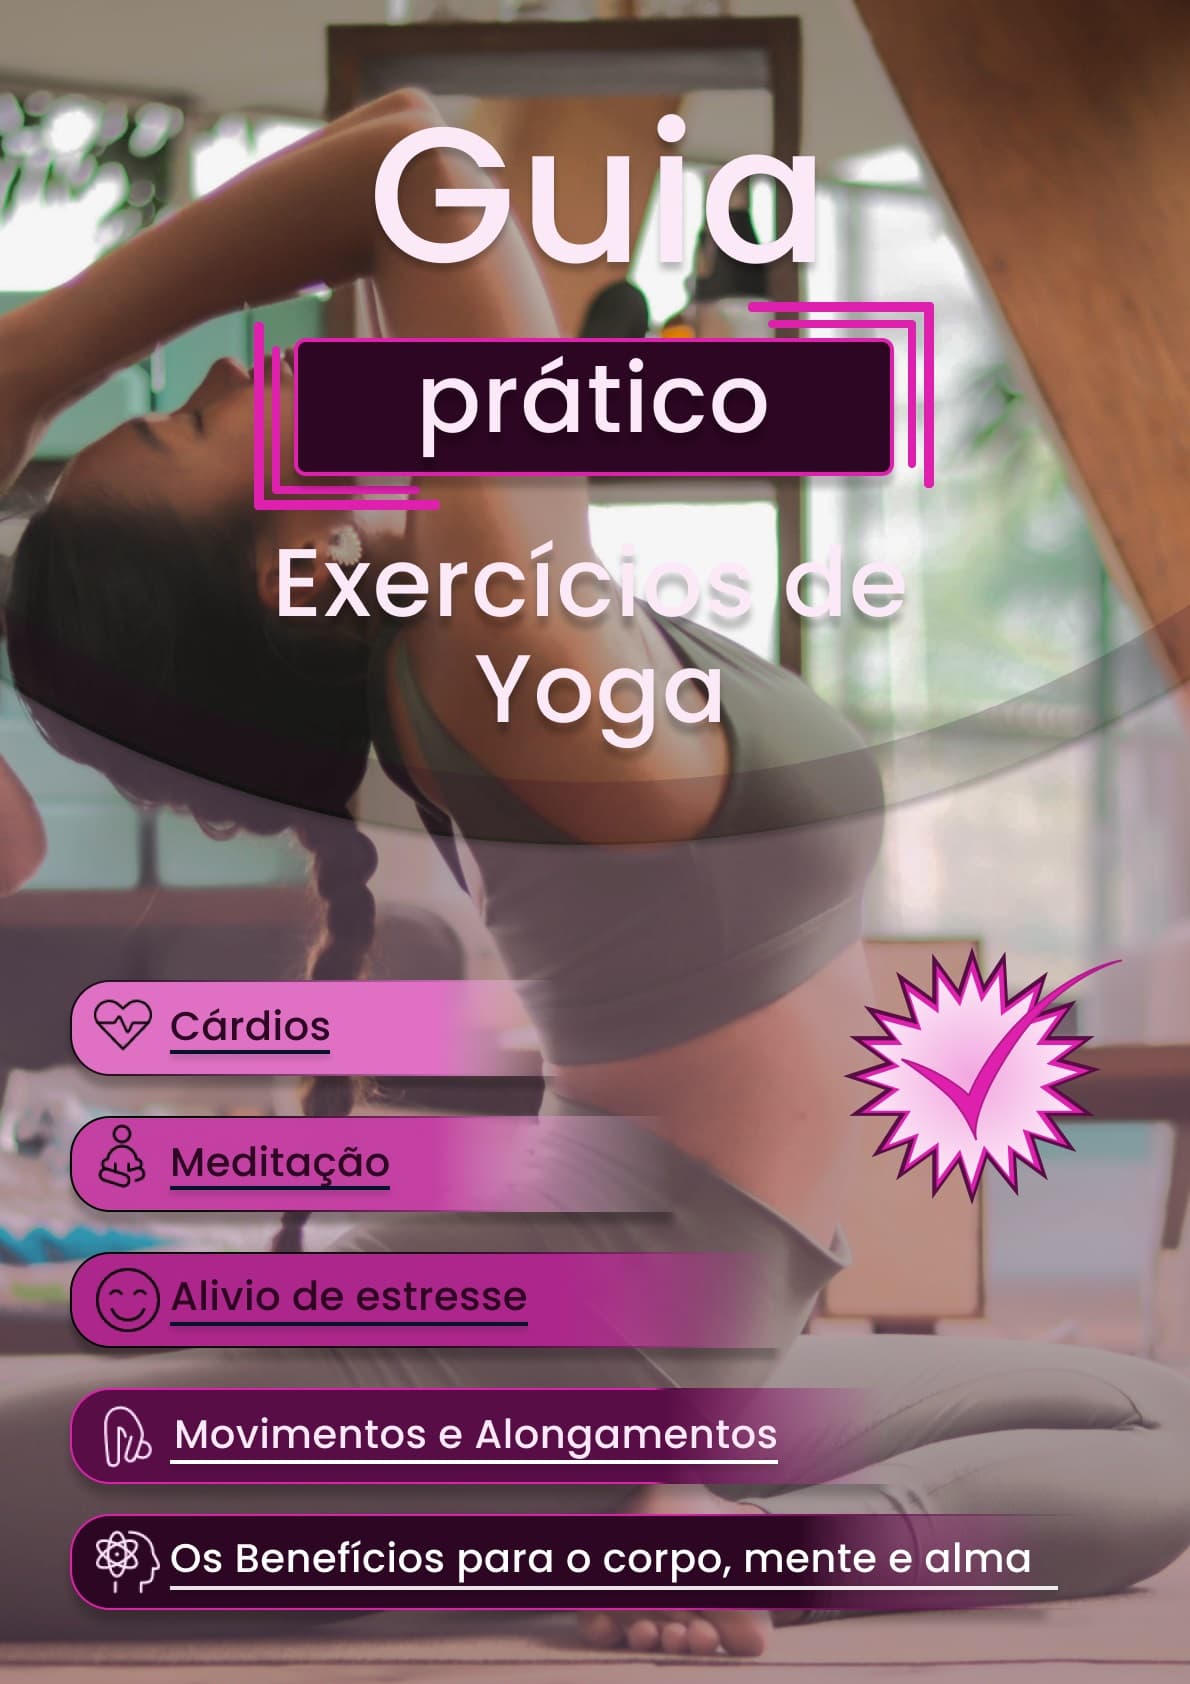 Guia
prático
Exercícios de
Yoga
Cárdios
Meditação
Alivio de estresse
Movimentos e Alongamentos
Os Benefícios para o corpo, mente e alma